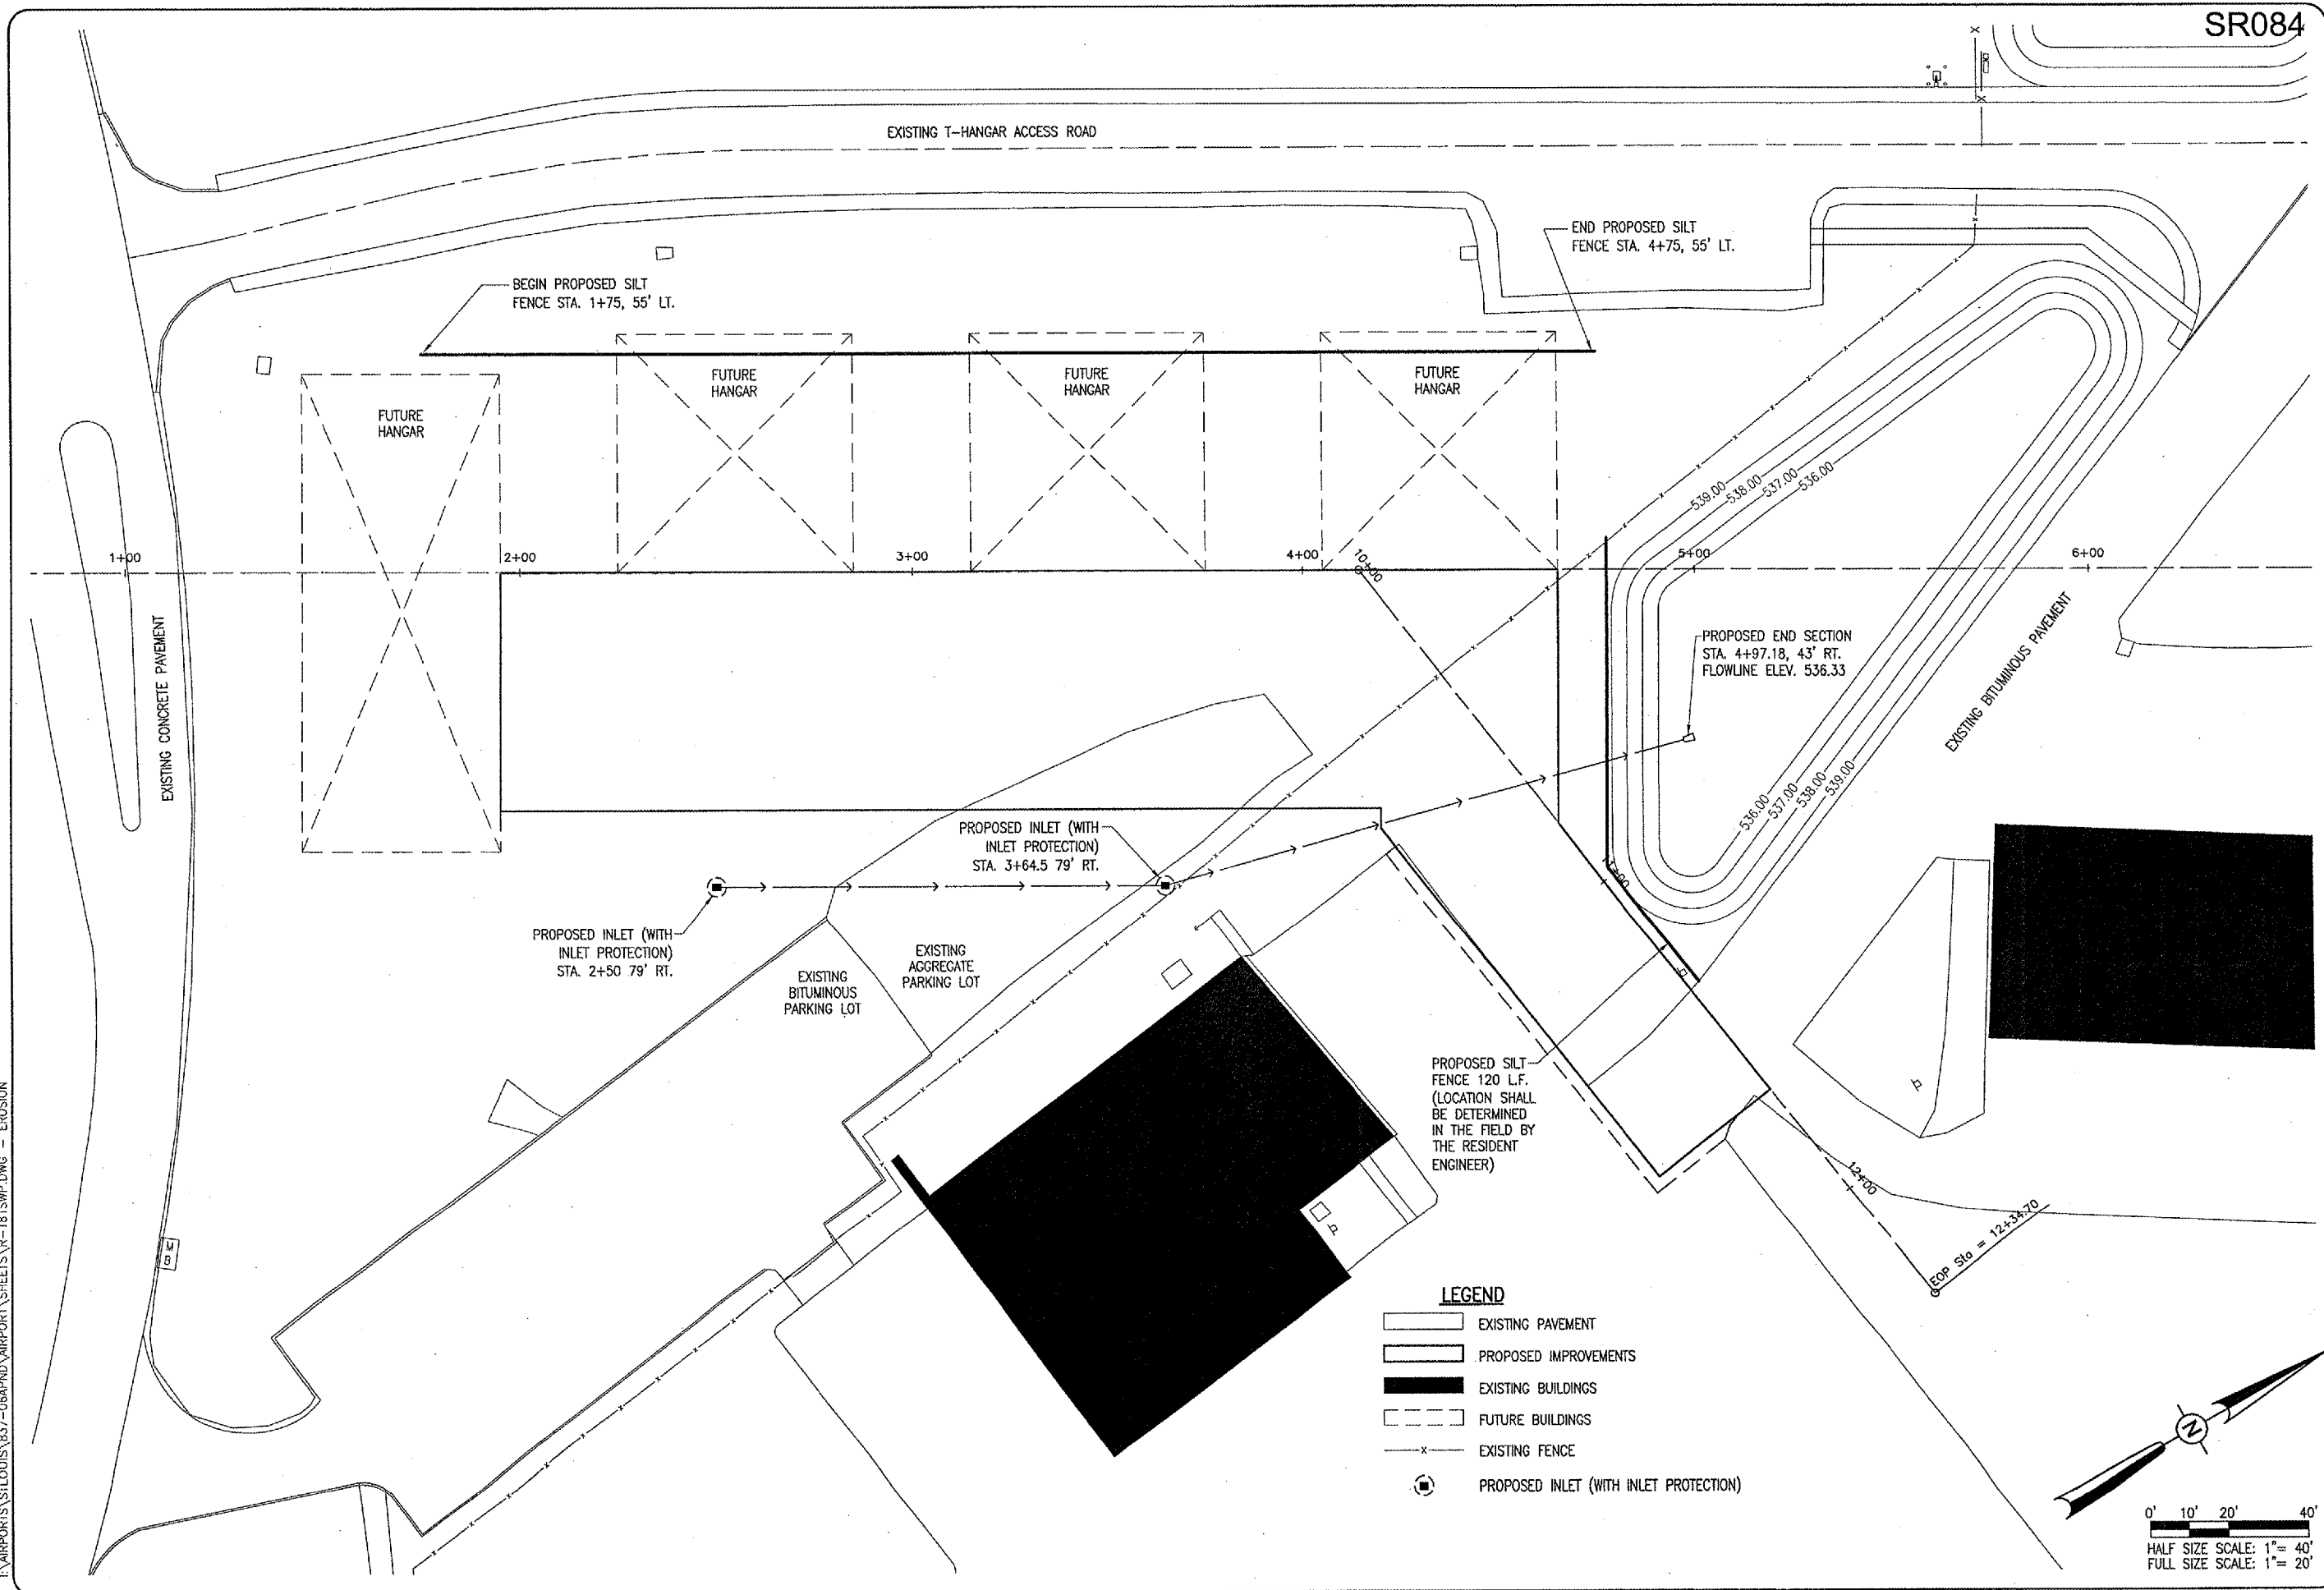 SR084
EXISTING T-HANGAR ACCESS ROAD
END PROPOSED SILT
FENCE STA. 4+75, 55' LT.
BEGIN PROPOSED SILT
FENCE STA. 1+75, 55' LT.
FUTURE
HANGAR
FUTURE
HANGAR
FUTURE
HANGAR
FUTURE
HANGAR
539.00
538.00
537.00
536.00
1+00
2+00
3+00
4+00
10+00
5+00
6+00
EXISTING CONCRETE PAVEMENT
PROPOSED END SECTION
STA. 4+97.18, 43' RT.
FLOWLINE ELEV. 536.33
EXISTING BITUMINOUS PAVEMENT
536.00
537.00
538.00
539.00
PROPOSED INLET (WITH
INLET PROTECTION)
STA. 3+64.5 79' RT.
PROPOSED INLET (WITH
INLET PROTECTION)
STA. 2+50 79' RT.
EXISTING
AGGREGATE
PARKING LOT
EXISTING
BITUMINOUS
PARKING LOT
PROPOSED SILT
FENCE 120 L.F.
(LOCATION SHALL
BE DETERMINED
IN THE FIELD BY
THE RESIDENT
ENGINEER)
12+00
EOP Sta = 12+34.70
LEGEND
EXISTING PAVEMENT
PROPOSED IMPROVEMENTS
EXISTING BUILDINGS
FUTURE BUILDINGS
EXISTING FENCE
PROPOSED INLET (WITH INLET PROTECTION)
N
0' 10' 20' 40'
HALF SIZE SCALE: 1"= 40'
FULL SIZE SCALE: 1"= 20'